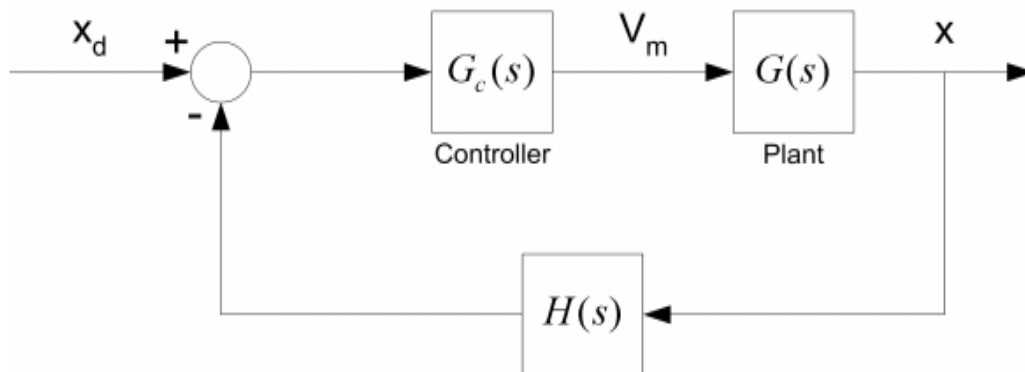 x_d
+
-
G_c(s)
Controller
V_m
G(s)
Plant
x
H(s)